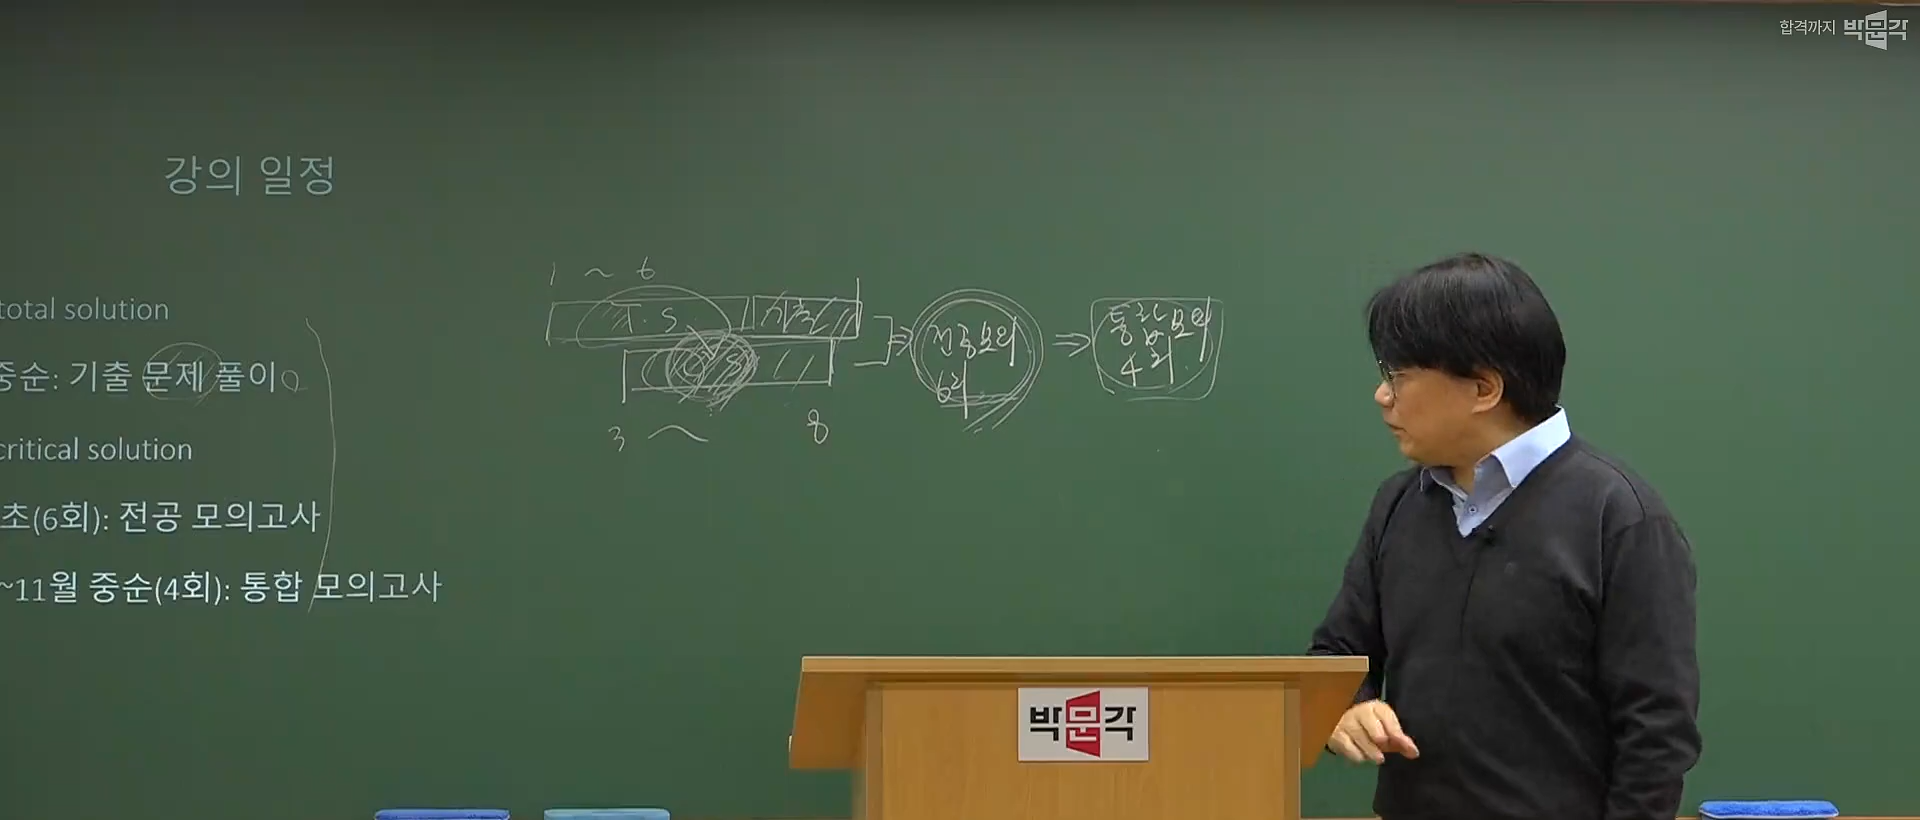 합격까지 박문각
강의 일정
total solution
중순: 기출 문제 풀이
critical solution
초(6회): 전공 모의고사
~11월 중순(4회): 통합 모의고사
1 ~ 6
T.S. 기출
C.S
3 ~ 8
전공모의
6회
통합모의
4회
박문각